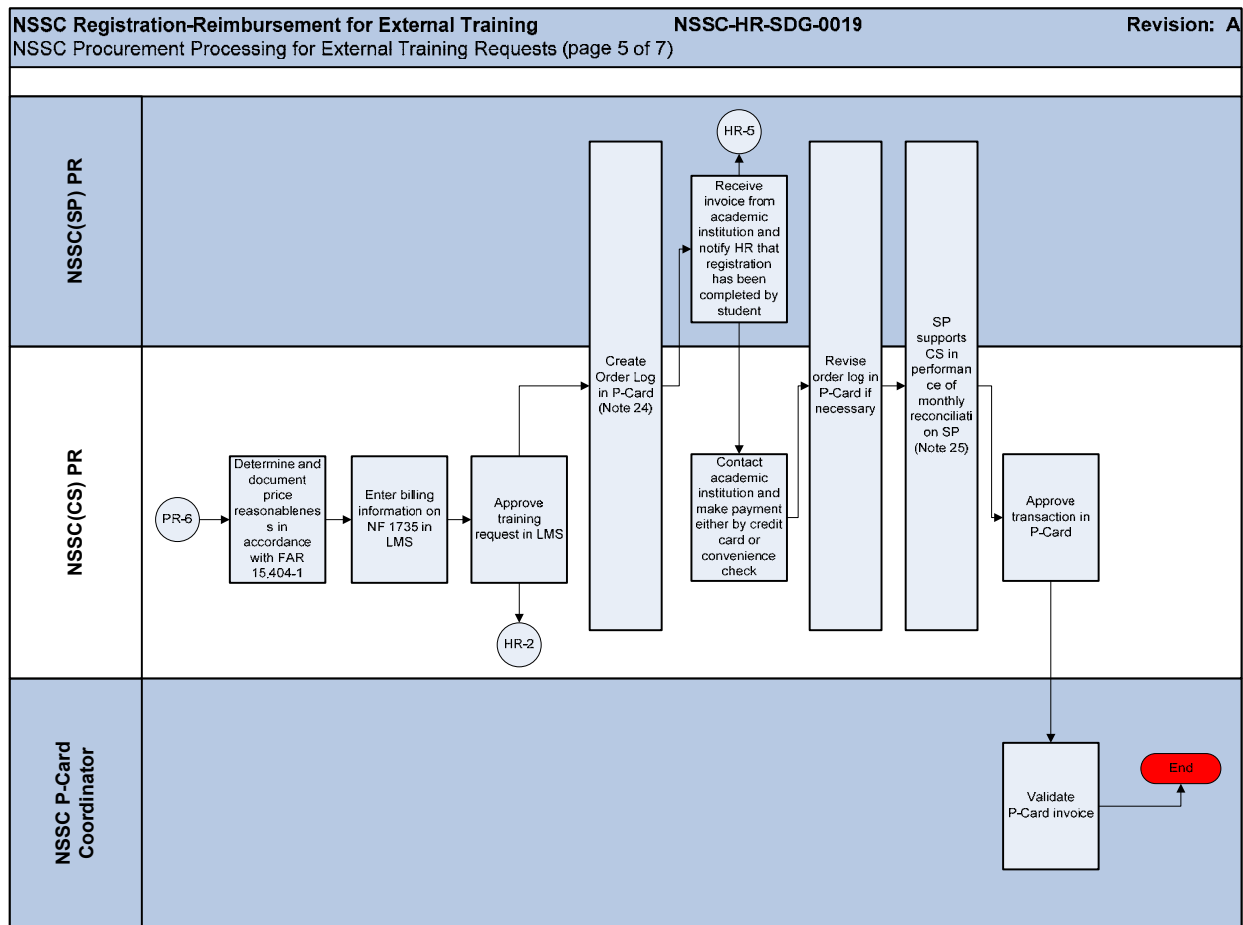 NSSC Registration-Reimbursement for External Training NSSC-HR-SDG-0019 Revision: A
NSSC Procurement Processing for External Training Requests (page 5 of 7)
NSSC(SP) PR
HR-5
Receive
invoice from
academic
institution and
notify HR that
registration
has been
completed by
student
NSSC(CS) PR
PR-6
Determine and
document
price
reasonablenes
s in
accordance
with FAR
15.404-1
Enter billing
information on
NF 1735 in
LMS
Approve
training
request in LMS
HR-2
Create
Order Log
in P-Card
(Note 24)
Contact
academic
institution and
make payment
either by credit
card or
convenience
check
Revise
order log in
P-Card if
necessary
SP
supports
CS in
performan
ce of
monthly
reconciliati
on SP
(Note 25)
Approve
transaction in
P-Card
NSSC P-Card
Coordinator
Validate
P-Card invoice
End